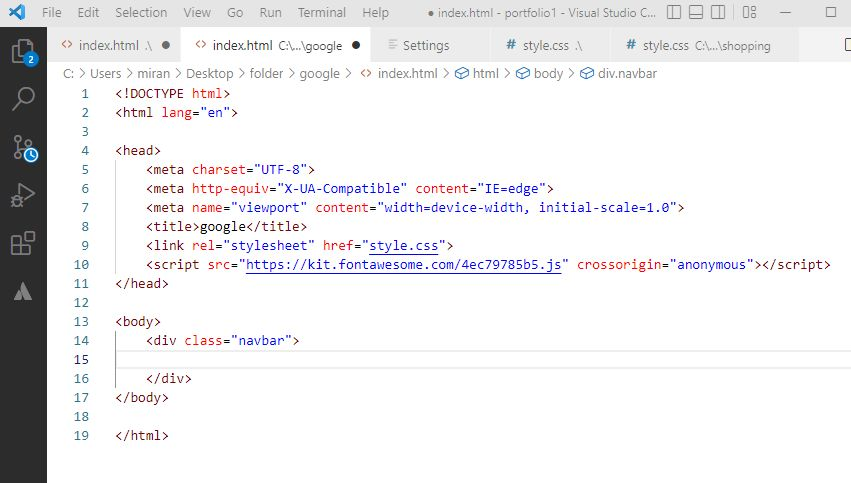 File Edit Selection View Go Run Terminal Help ● index.html - portfolio1 - Visual Studio C...
index.html .\ ● index.html C:\...\google ● Settings # style.css .\ # style.css C:\...\shopping
C: > Users > miran > Desktop > folder > google > index.html > html > body > div.navbar
2
1 <!DOCTYPE html>
2 <html lang="en">
3
4 <head>
5 <meta charset="UTF-8">
6 <meta http-equiv="X-UA-Compatible" content="IE=edge">
7 <meta name="viewport" content="width=device-width, initial-scale=1.0">
8 <title>google</title>
9 <link rel="stylesheet" href="style.css">
10 <script src="https://kit.fontawesome.com/4ec79785b5.js" crossorigin="anonymous"></script>
11 </head>
12
13 <body>
14 <div class="navbar">
15
16 </div>
17 </body>
18
19 </html>